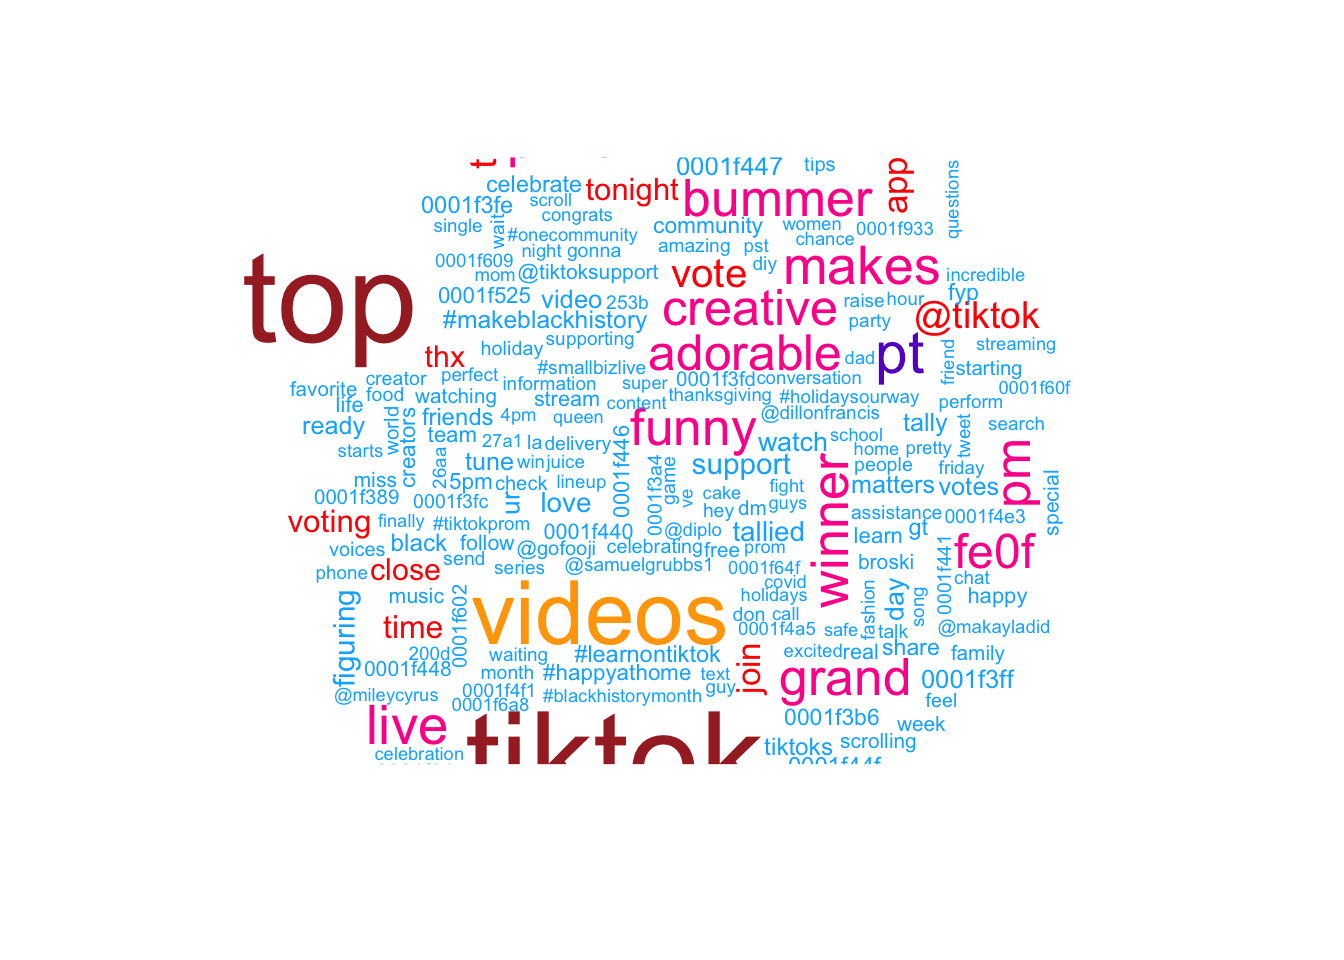 0001f447
tips
app
questions
celebrate
tonight
bummer
0001f3fe
scroll
congrats
single
wait
#onecommunity
community
women
chance
0001f933
night
gonna
amazing
pst
0001f609
mom
@tiktoksupport
vote
diy
makes
incredible
top
0001f525
video
253b
creative
raise
hour
fyp
#makeblackhistory
party
@tiktok
supporting
thx
holiday
adorable
dad
pt
friend
streaming
#smallbizlive
starting
favorite
creator
perfect
information
super
0001f3fd
conversation
0001f60f
life
food
watching
stream
content
thanksgiving
#holidaysourway
perform
ready
world
creators
friends
4pm
queen
funny
@dillonfrancis
tally
tweet
search
starts
team
27a1
la
delivery
0001f446
watch
school
home
pretty
26aa
tune
win
juice
0001f3a4
game
support
winner
people
friday
pm
special
miss
5pm
check
lineup
ve
cake
fight
matters
votes
0001f389
0001f3fc
ur
love
hey
dm
guys
assistance
0001f4e3
voting
finally
#tiktokprom
0001f440
@diplo
tallied
learn
gt
voices
black
follow
@gofooji
celebrating
free
prom
fe0f
phone
close
send
series
@samuelgrubbs1
0001f64f
broski
0001f441
chat
music
0001f602
videos
covid
holidays
fashion
day
song
happy
figuring
time
don
call
0001f4a5
safe
talk
@makayladid
200d
waiting
#learnontiktok
join
excited
real
share
family
0001f448
month
#happyathome
text
grand
0001f3ff
@mileycyrus
0001f4f1
#blackhistorymonth
guy
feel
0001f6a8
live
tiktok
0001f3b6
week
celebration
tiktoks
scrolling
0001f44f